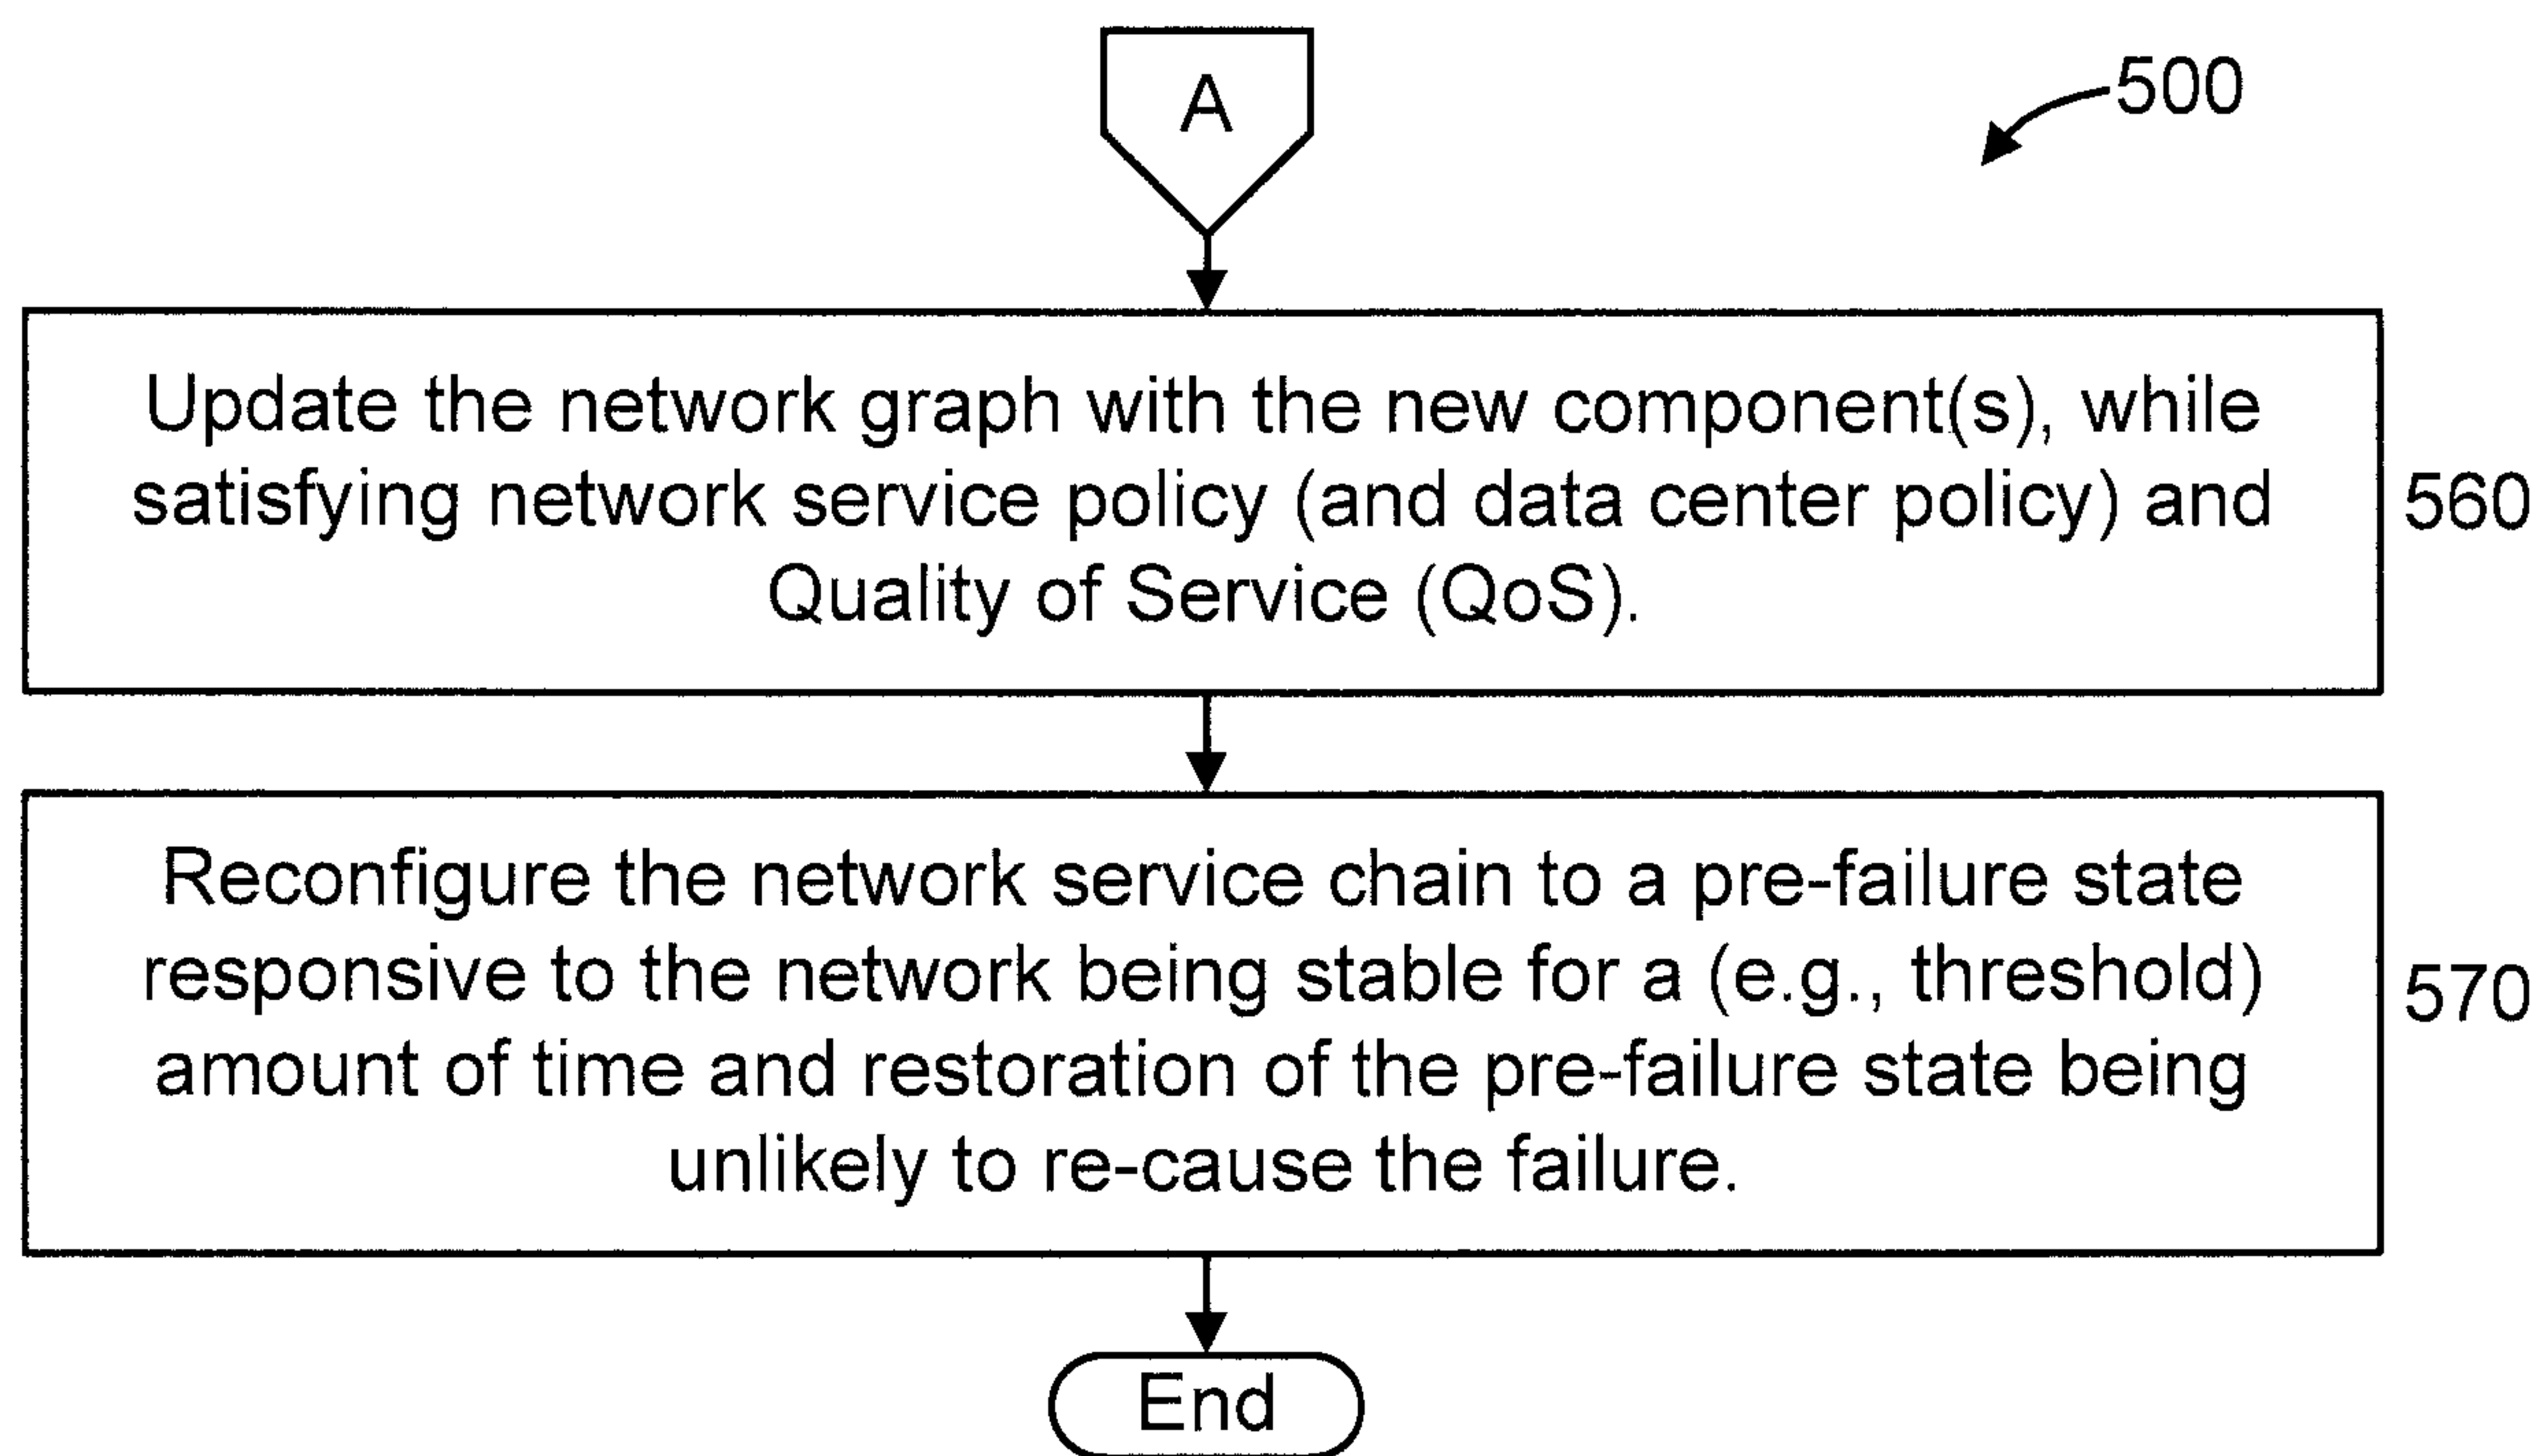 A
500
Update the network graph with the new component(s), while
satisfying network service policy (and data center policy) and
Quality of Service (QoS).
560
Reconfigure the network service chain to a pre-failure state
responsive to the network being stable for a (e.g., threshold)
amount of time and restoration of the pre-failure state being
unlikely to re-cause the failure.
570
End